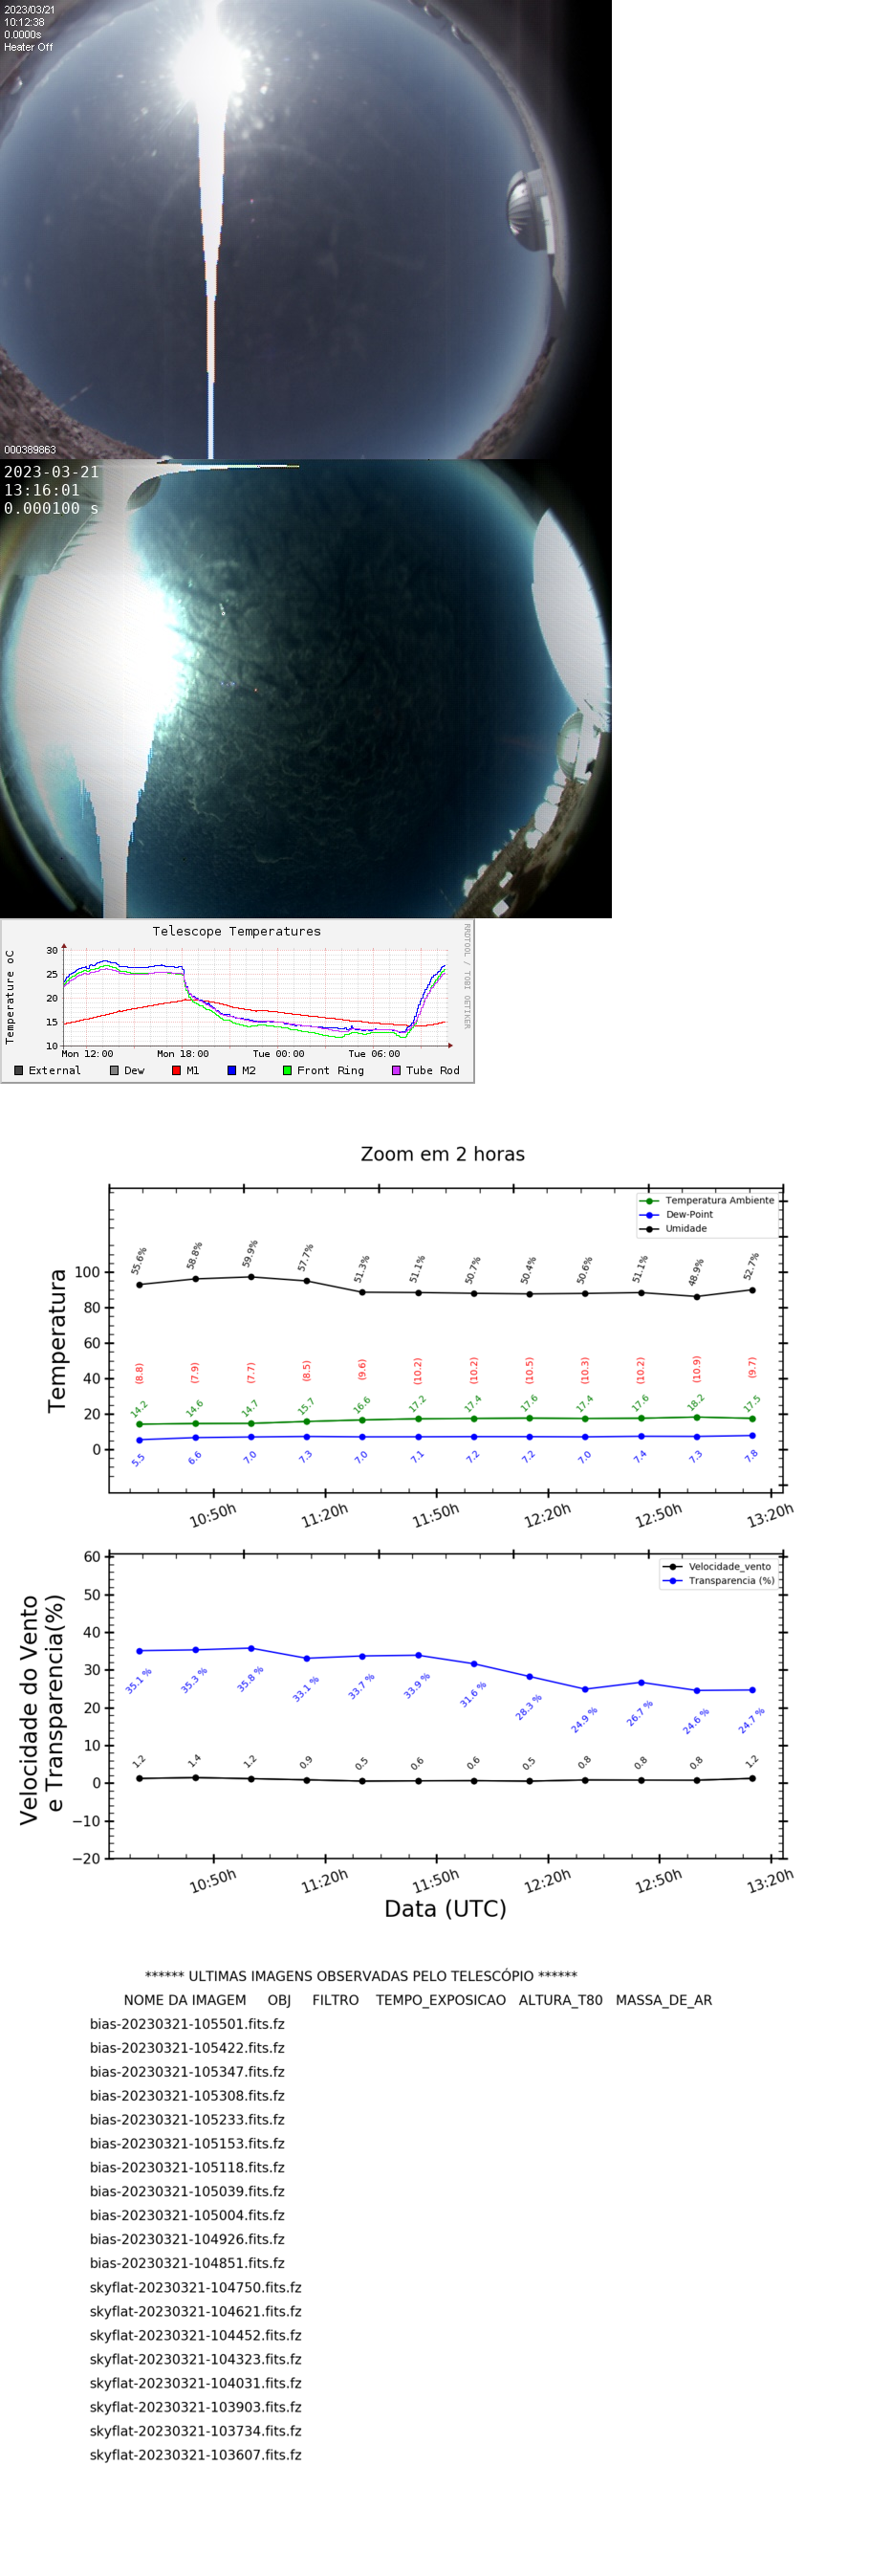 2023/03/21
10:12:38
0.0000s
Heater Off
000389863
2023-03-21
13:16:01
0.000100 s
Telescope Temperatures
RRDTOOL / TOBI OETIKER
Temperature oC
30
25
20
15
10
Mon 12:00 Mon 18:00 Tue 00:00 Tue 06:00
External Dew M1 M2 Front Ring Tube Rod
Zoom em 2 horas
Temperatura Ambiente
Dew-Point
Umidade
Temperatura
100
80
60
40
20
0
55.6% 58.8% 59.9% 57.7% 51.3% 51.1% 50.7% 50.4% 50.6% 51.1% 48.9% 52.7%
(8.8) (7.9) (7.7) (8.5) (9.6) (10.2) (10.2) (10.5) (10.3) (10.2) (10.9) (9.7)
14.2 14.6 14.7 15.7 16.6 17.2 17.4 17.6 17.4 17.6 18.2 17.5
5.5 6.6 7.0 7.3 7.0 7.1 7.2 7.2 7.0 7.4 7.3 7.8
10:50h 11:20h 11:50h 12:20h 12:50h 13:20h
Velocidade_vento
Transparencia (%)
Velocidade do Vento
e Transparencia(%)
60
50
40
30
20
10
0
−10
−20
35.1 % 35.3 % 35.8 % 33.1 % 33.7 % 33.9 % 31.6 % 28.3 % 24.9 % 26.7 % 24.6 % 24.7 %
1.2 1.4 1.2 0.9 0.5 0.6 0.6 0.5 0.8 0.8 0.8 1.2
10:50h 11:20h 11:50h 12:20h 12:50h 13:20h
Data (UTC)
****** ULTIMAS IMAGENS OBSERVADAS PELO TELESCÓPIO ******
NOME DA IMAGEM OBJ FILTRO TEMPO_EXPOSICAO ALTURA_T80 MASSA_DE_AR
bias-20230321-105501.fits.fz
bias-20230321-105422.fits.fz
bias-20230321-105347.fits.fz
bias-20230321-105308.fits.fz
bias-20230321-105233.fits.fz
bias-20230321-105153.fits.fz
bias-20230321-105118.fits.fz
bias-20230321-105039.fits.fz
bias-20230321-105004.fits.fz
bias-20230321-104926.fits.fz
bias-20230321-104851.fits.fz
skyflat-20230321-104750.fits.fz
skyflat-20230321-104621.fits.fz
skyflat-20230321-104452.fits.fz
skyflat-20230321-104323.fits.fz
skyflat-20230321-104031.fits.fz
skyflat-20230321-103903.fits.fz
skyflat-20230321-103734.fits.fz
skyflat-20230321-103607.fits.fz